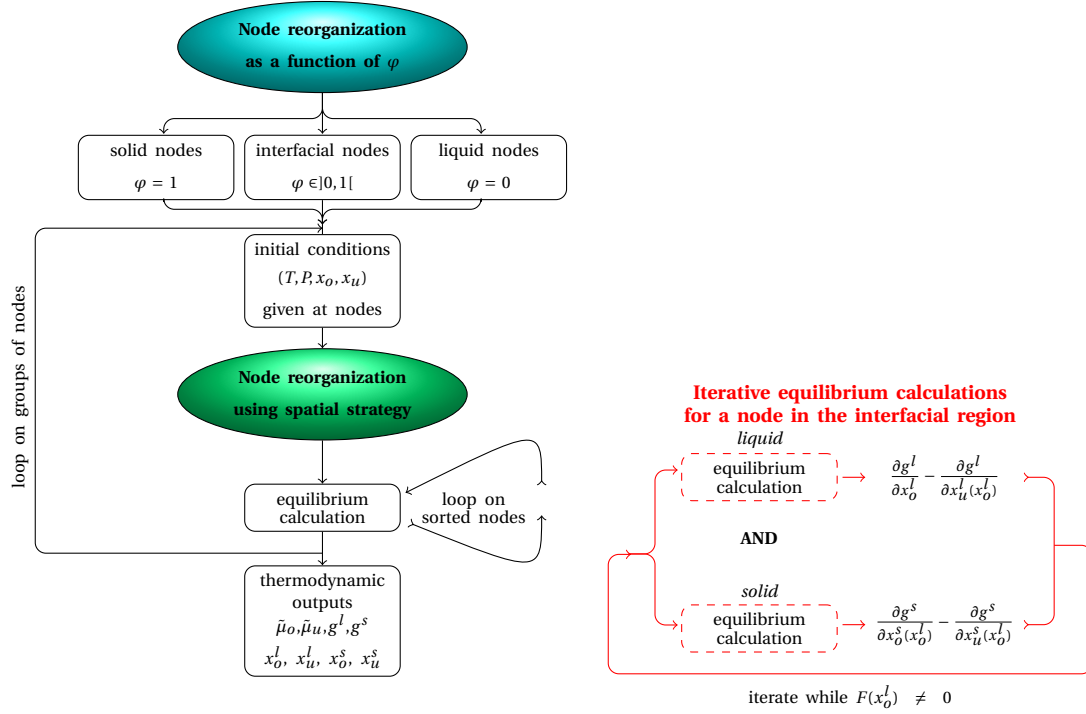 Node reorganization
as a function of φ
solid nodes
φ = 1
interfacial nodes
φ ∈]0, 1[
liquid nodes
φ = 0
initial conditions
(T, P, x_o, x_u)
given at nodes
loop on groups of nodes
Node reorganization
using spatial strategy
equilibrium
calculation
loop on
sorted nodes
thermodynamic
outputs
μ̃_o, μ̃_u, g^l, g^s
x_o^l, x_u^l, x_o^s, x_u^s
Iterative equilibrium calculations
for a node in the interfacial region
liquid
equilibrium
calculation
∂g^l/∂x_o^l − ∂g^l/∂x_u^l(x_o^l)
AND
solid
equilibrium
calculation
∂g^s/∂x_o^s(x_o^l) − ∂g^s/∂x_u^s(x_o^l)
iterate while F(x_o^l) ≠ 0